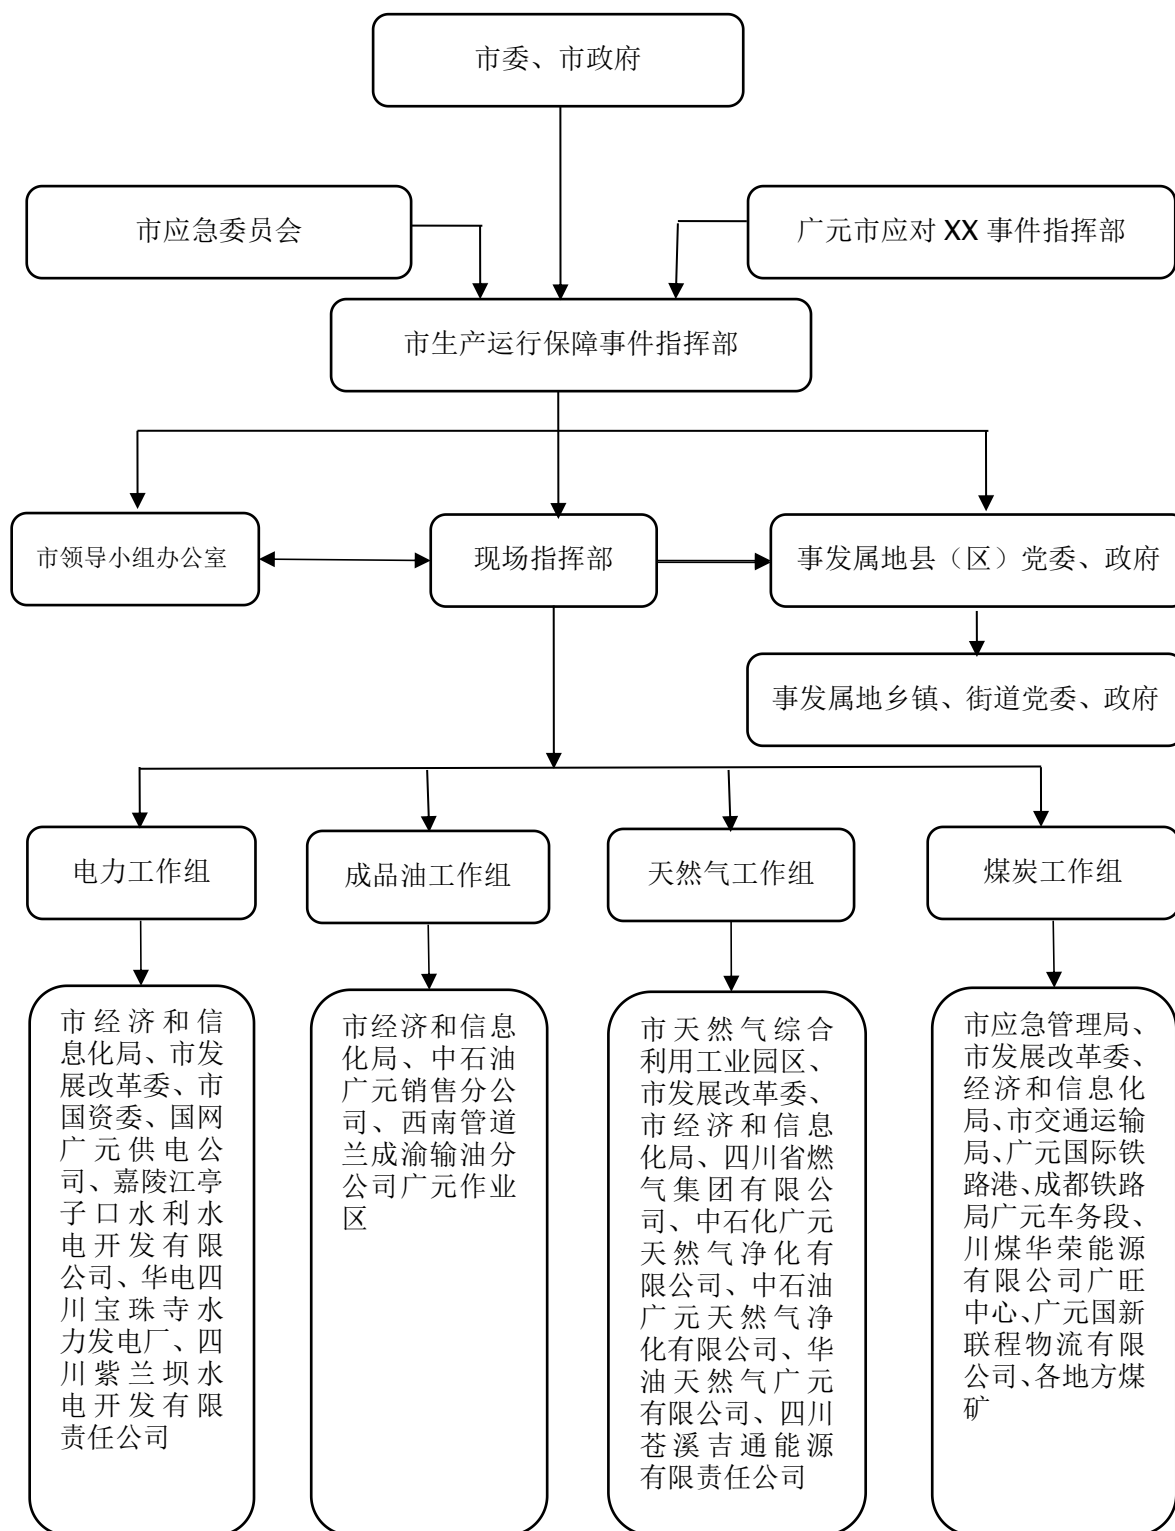 市委、市政府
市应急委员会
广元市应对 XX 事件指挥部
市生产运行保障事件指挥部
市领导小组办公室
现场指挥部
事发属地县（区）党委、政府
事发属地乡镇、街道党委、政府
电力工作组
成品油工作组
天然气工作组
煤炭工作组
市经济和信
息化局、市发
展改革委、市
国资委、国网
广元供电公
司、嘉陵江亭
子口水利水
电开发有限
公司、华电四
川宝珠寺水
力发电厂、四
川紫兰坝水
电开发有限
责任公司
市经济和信息
化局、中石油
广元销售分公
司、西南管道
兰成渝输油分
公司广元作业
区
市天然气综合
利用工业园区、
市发展改革委、
市经济和信息
化局、四川省燃
气集团有限公
司、中石化广元
天然气净化有
限公司、中石油
广元天然气净
化有限公司、华
油天然气广元
有限公司、四川
苍溪吉通能源
有限责任公司
市应急管理局、
市发展改革委、
经济和信息化
局、市交通运输
局、广元国际铁
路港、成都铁路
局广元车务段、
川煤华荣能源
有限公司广旺
中心、广元国新
联程物流有限
公司、各地方煤
矿